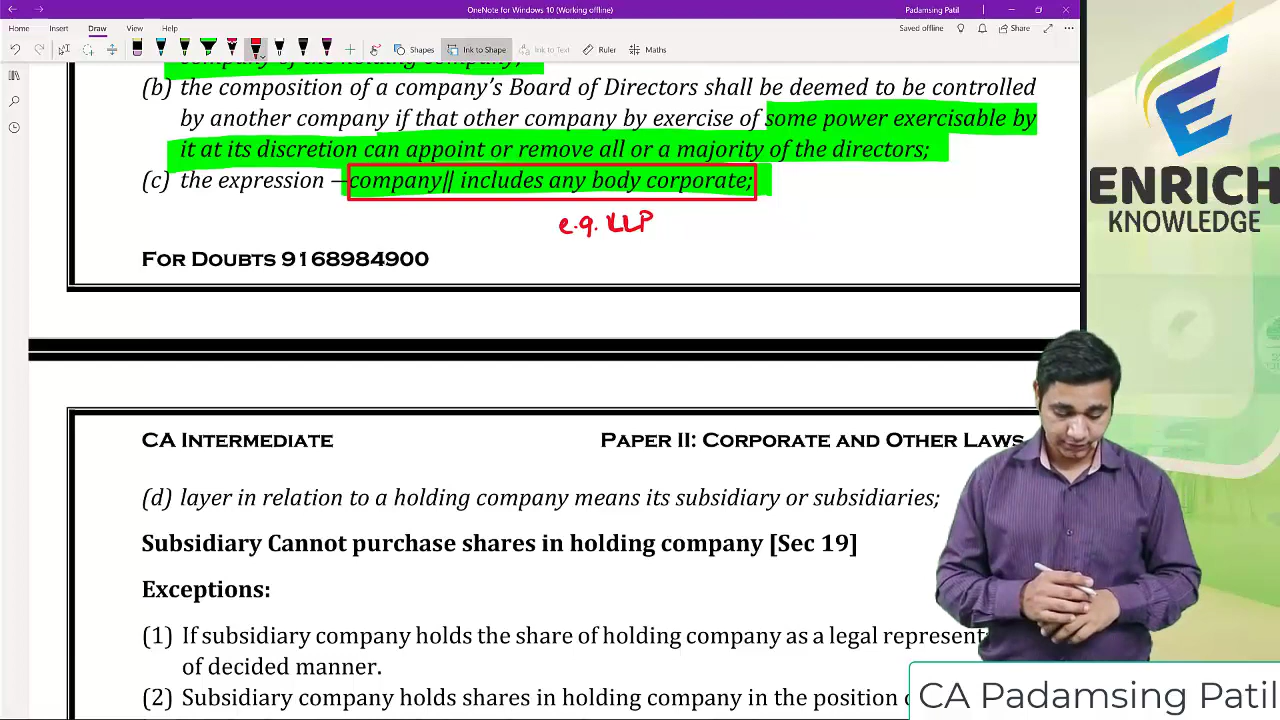 OneNote for Windows 10 (Working offline)
Padamsing Patil
Home Insert Draw View Help
Saved offline
Share
Shapes
Ink to Shape
Ink to Text
Ruler
Maths
company of the holding company;
(b) the composition of a company's Board of Directors shall be deemed to be controlled
by another company if that other company by exercise of some power exercisable by
it at its discretion can appoint or remove all or a majority of the directors;
(c) the expression —company|| includes any body corporate;
e.g. LLP
FOR DOUBTS 9168984900
ENRICH
KNOWLEDGE
CA INTERMEDIATE
PAPER II: CORPORATE AND OTHER LAWS
(d) layer in relation to a holding company means its subsidiary or subsidiaries;
Subsidiary Cannot purchase shares in holding company [Sec 19]
Exceptions:
(1) If subsidiary company holds the share of holding company as a legal
of decided manner.
(2) Subsidiary company holds shares in holding company in the position
CA Padamsing Patil